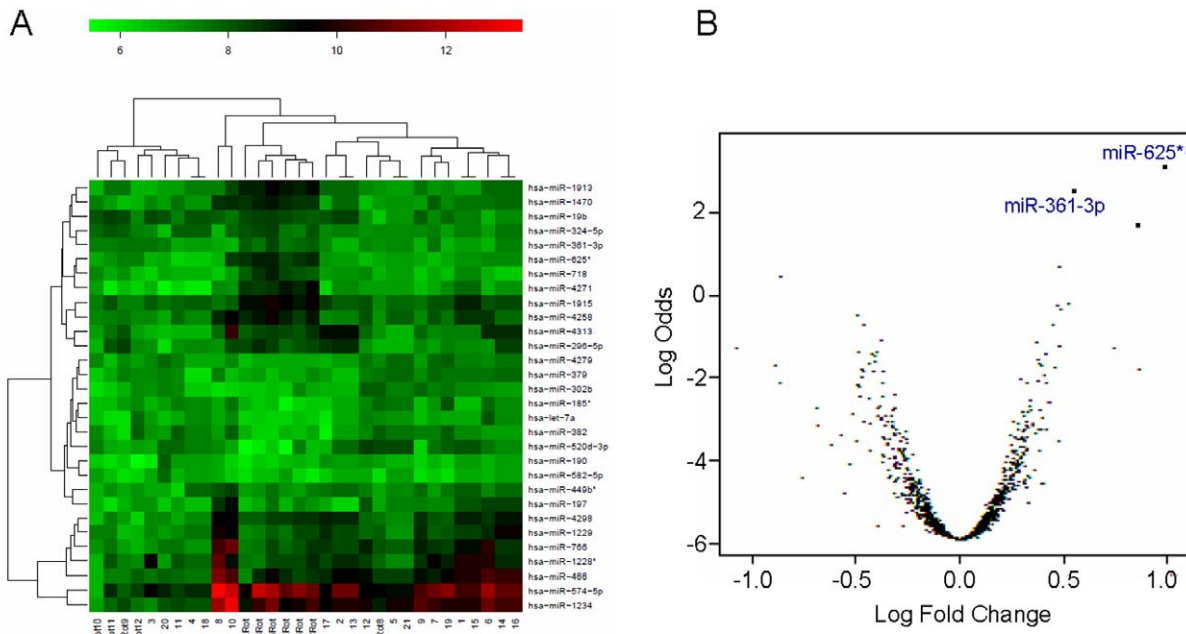 A
6 8 10 12
hsa-miR-1913
hsa-miR-1470
hsa-miR-19b
hsa-miR-324-5p
hsa-miR-361-3p
hsa-miR-625*
hsa-miR-718
hsa-miR-4271
hsa-miR-1915
hsa-miR-4258
hsa-miR-4313
hsa-miR-296-5p
hsa-miR-4279
hsa-miR-379
hsa-miR-302b
hsa-miR-185*
hsa-let-7a
hsa-miR-382
hsa-miR-520d-3p
hsa-miR-190
hsa-miR-582-5p
hsa-miR-449b*
hsa-miR-197
hsa-miR-4298
hsa-miR-1229
hsa-miR-766
hsa-miR-1228*
hsa-miR-466
hsa-miR-574-5p
hsa-miR-1234
3 20 11 4 18 8 10 Rot Rot Rot Rot Rot Rot 17 2 13 12 Rot8 5 21 9 7 19 1 15 6 14 16
B
miR-625*
miR-361-3p
Log Odds
2
0
-2
-4
-6
-1.0 -0.5 0.0 0.5 1.0
Log Fold Change